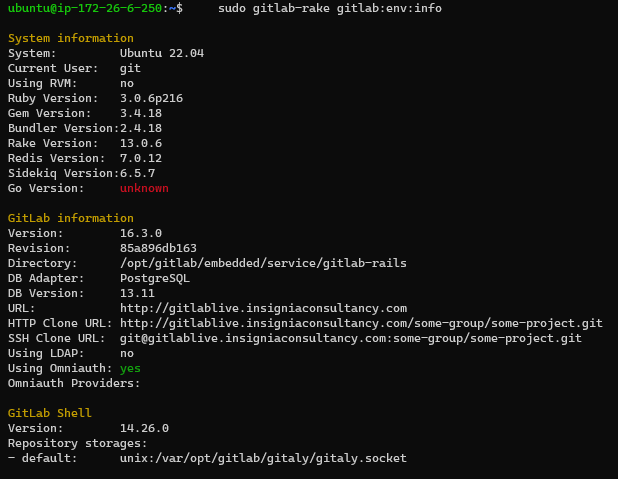 ubuntu@ip-172-26-6-250:~$     sudo gitlab-rake gitlab:env:info
System information
System:         Ubuntu 22.04
Current User:   git
Using RVM:      no
Ruby Version:   3.0.6p216
Gem Version:    3.4.18
Bundler Version:2.4.18
Rake Version:   13.0.6
Redis Version:  7.0.12
Sidekiq Version:6.5.7
Go Version:     unknown
GitLab information
Version:        16.3.0
Revision:       85a896db163
Directory:      /opt/gitlab/embedded/service/gitlab-rails
DB Adapter:     PostgreSQL
DB Version:     13.11
URL:            http://gitlablive.insigniaconsultancy.com
HTTP Clone URL: http://gitlablive.insigniaconsultancy.com/some-group/some-project.git
SSH Clone URL:  git@gitlablive.insigniaconsultancy.com:some-group/some-project.git
Using LDAP:     no
Using Omniauth: yes
Omniauth Providers:
GitLab Shell
Version:        14.26.0
Repository storages:
- default:      unix:/var/opt/gitlab/gitaly/gitaly.socket